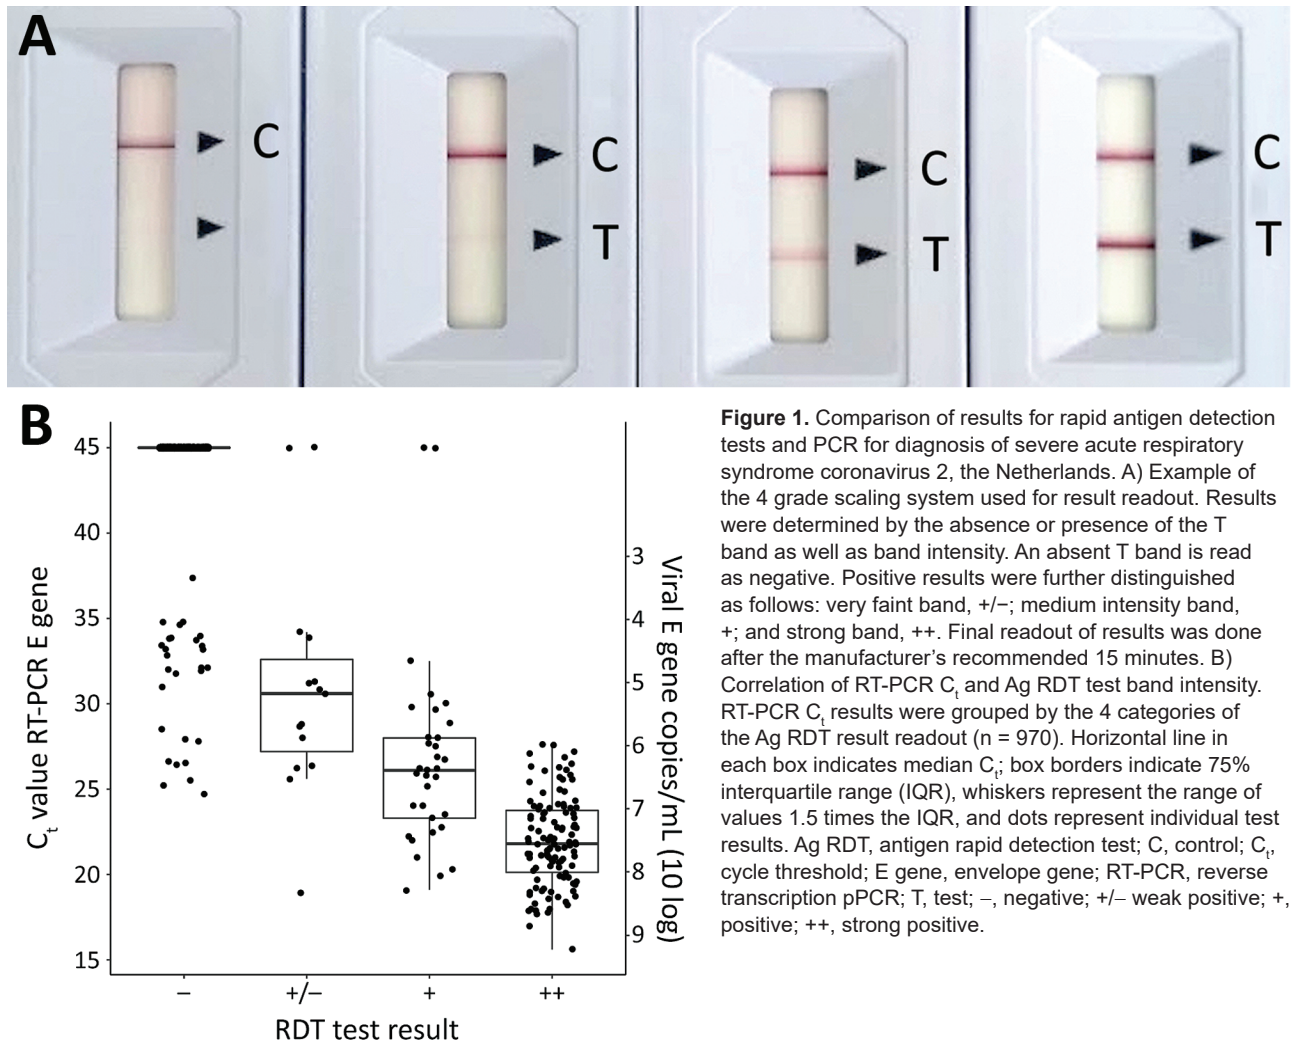 A
C
C
T
C
T
C
T
B
45
40
35
30
25
20
15
Ct value RT-PCR E gene
3
4
5
6
7
8
9
Viral E gene copies/mL (10 log)
− +/− + ++
RDT test result
Figure 1. Comparison of results for rapid antigen detection
tests and PCR for diagnosis of severe acute respiratory
syndrome coronavirus 2, the Netherlands. A) Example of
the 4 grade scaling system used for result readout. Results
were determined by the absence or presence of the T
band as well as band intensity. An absent T band is read
as negative. Positive results were further distinguished
as follows: very faint band, +/−; medium intensity band,
+; and strong band, ++. Final readout of results was done
after the manufacturer’s recommended 15 minutes. B)
Correlation of RT-PCR Ct and Ag RDT test band intensity.
RT-PCR Ct results were grouped by the 4 categories of
the Ag RDT result readout (n = 970). Horizontal line in
each box indicates median Ct; box borders indicate 75%
interquartile range (IQR), whiskers represent the range of
values 1.5 times the IQR, and dots represent individual test
results. Ag RDT, antigen rapid detection test; C, control; Ct,
cycle threshold; E gene, envelope gene; RT-PCR, reverse
transcription pPCR; T, test; −, negative; +/− weak positive; +,
positive; ++, strong positive.